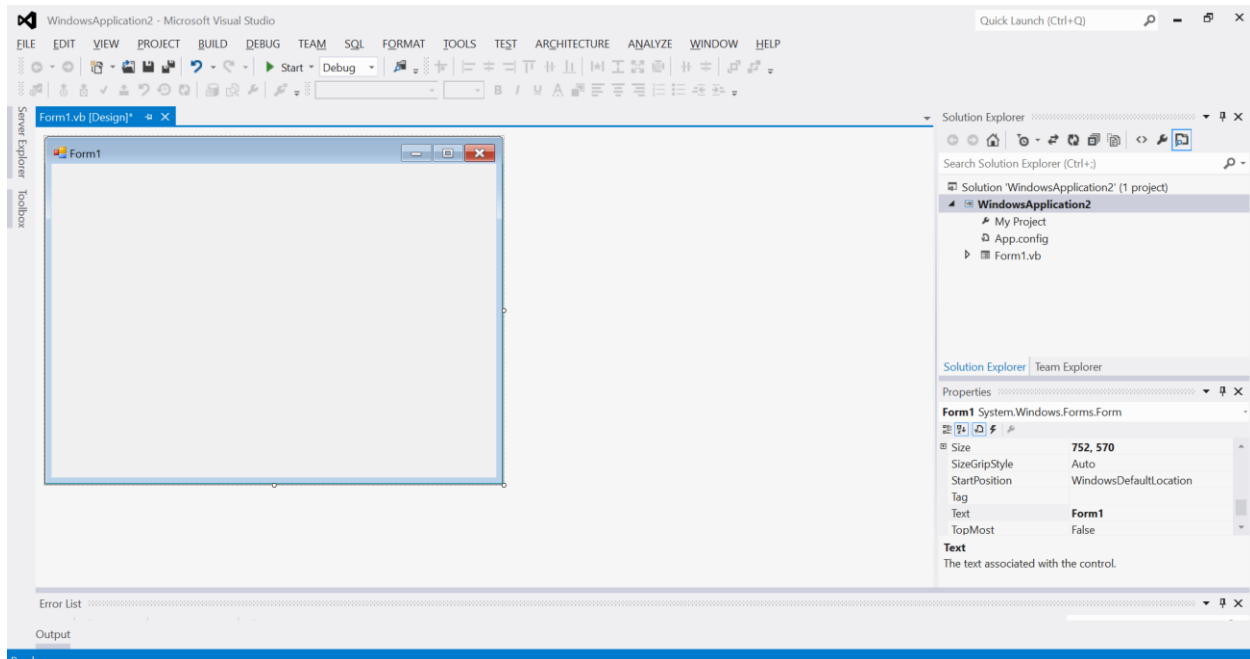 WindowsApplication2 - Microsoft Visual Studio
Quick Launch (Ctrl+Q)
FILE EDIT VIEW PROJECT BUILD DEBUG TEAM SQL FORMAT TOOLS TEST ARCHITECTURE ANALYZE WINDOW HELP
Start Debug
Server Explorer
Toolbox
Form1.vb [Design]*
Form1
Solution Explorer
Search Solution Explorer (Ctrl+;)
Solution 'WindowsApplication2' (1 project)
WindowsApplication2
My Project
App.config
Form1.vb
Solution Explorer Team Explorer
Properties
Form1 System.Windows.Forms.Form
Size 752, 570
SizeGripStyle Auto
StartPosition WindowsDefaultLocation
Tag
Text Form1
TopMost False
Text
The text associated with the control.
Error List
Output